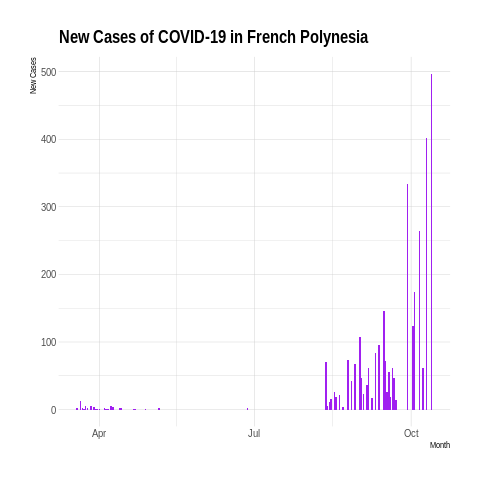 New Cases of COVID-19 in French Polynesia
New Cases
500
400
300
200
100
0
Apr
Jul
Oct
Month